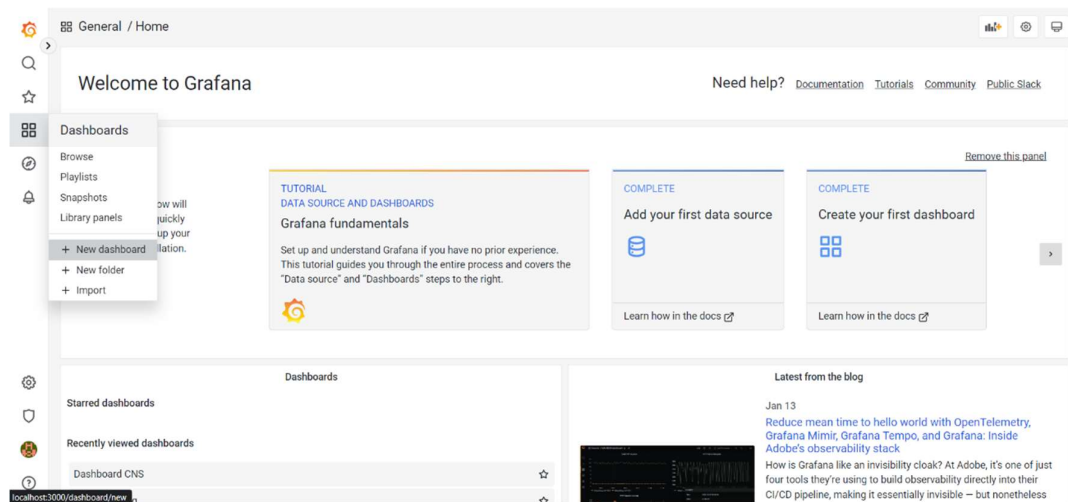 General / Home
Welcome to Grafana
Need help? Documentation Tutorials Community Public Slack
Dashboards
Browse
Playlists
Snapshots
Library panels
+ New dashboard
+ New folder
+ Import
Remove this panel
ow will
quickly
up your
llation.
TUTORIAL
DATA SOURCE AND DASHBOARDS
Grafana fundamentals
Set up and understand Grafana if you have no prior experience.
This tutorial guides you through the entire process and covers the
"Data source" and "Dashboards" steps to the right.
COMPLETE
Add your first data source
Learn how in the docs
COMPLETE
Create your first dashboard
Learn how in the docs
Dashboards
Starred dashboards
Recently viewed dashboards
Dashboard CNS
localhost:3000/dashboard/new
Latest from the blog
Jan 13
Reduce mean time to hello world with OpenTelemetry,
Grafana Mimir, Grafana Tempo, and Grafana: Inside
Adobe's observability stack
How is Grafana like an invisibility cloak? At Adobe, it's one of just
four tools they're using to build observability directly into their
CI/CD pipeline, making it essentially invisible — but nonetheless